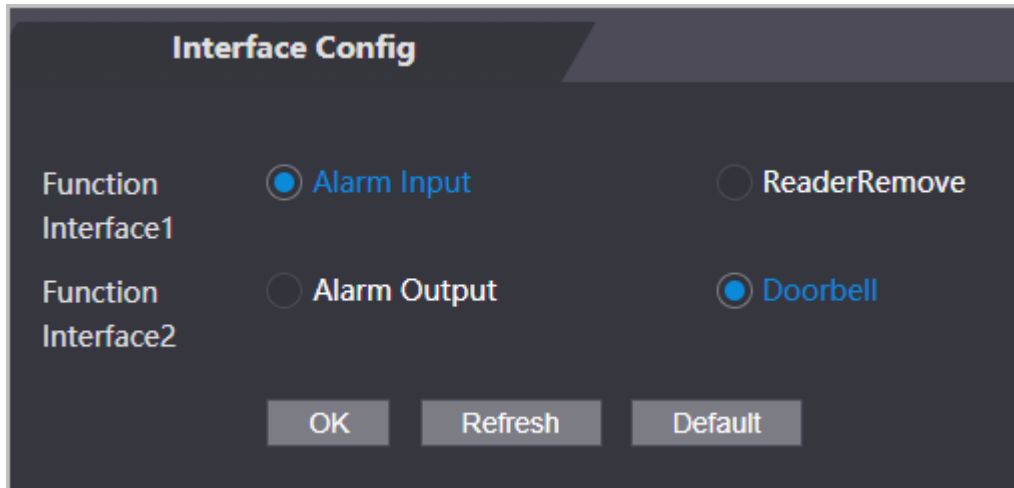 Interface Config
Function Alarm Input ReaderRemove
Interface1
Function Alarm Output Doorbell
Interface2
OK Refresh Default